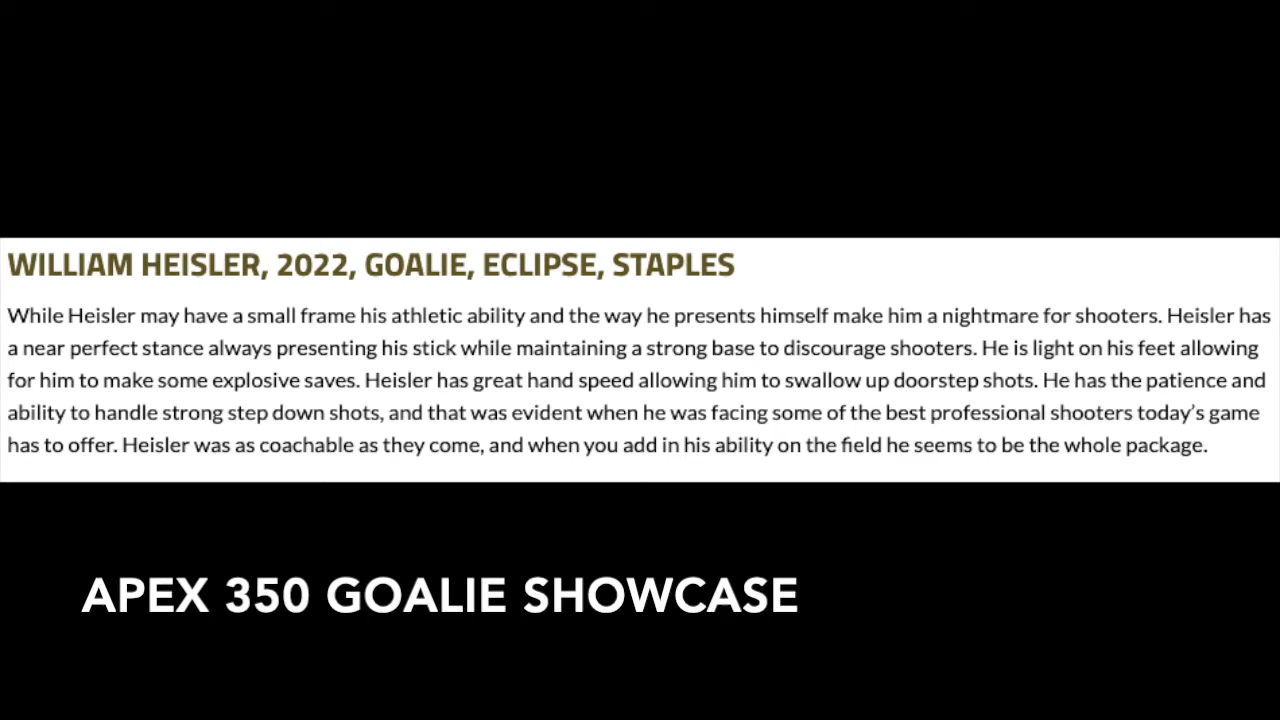 WILLIAM HEISLER, 2022, GOALIE, ECLIPSE, STAPLES
While Heisler may have a small frame his athletic ability and the way he presents himself make him a nightmare for shooters. Heisler has
a near perfect stance always presenting his stick while maintaining a strong base to discourage shooters. He is light on his feet allowing
for him to make some explosive saves. Heisler has great hand speed allowing him to swallow up doorstep shots. He has the patience and
ability to handle strong step down shots, and that was evident when he was facing some of the best professional shooters today’s game
has to offer. Heisler was as coachable as they come, and when you add in his ability on the field he seems to be the whole package.
APEX 350 GOALIE SHOWCASE